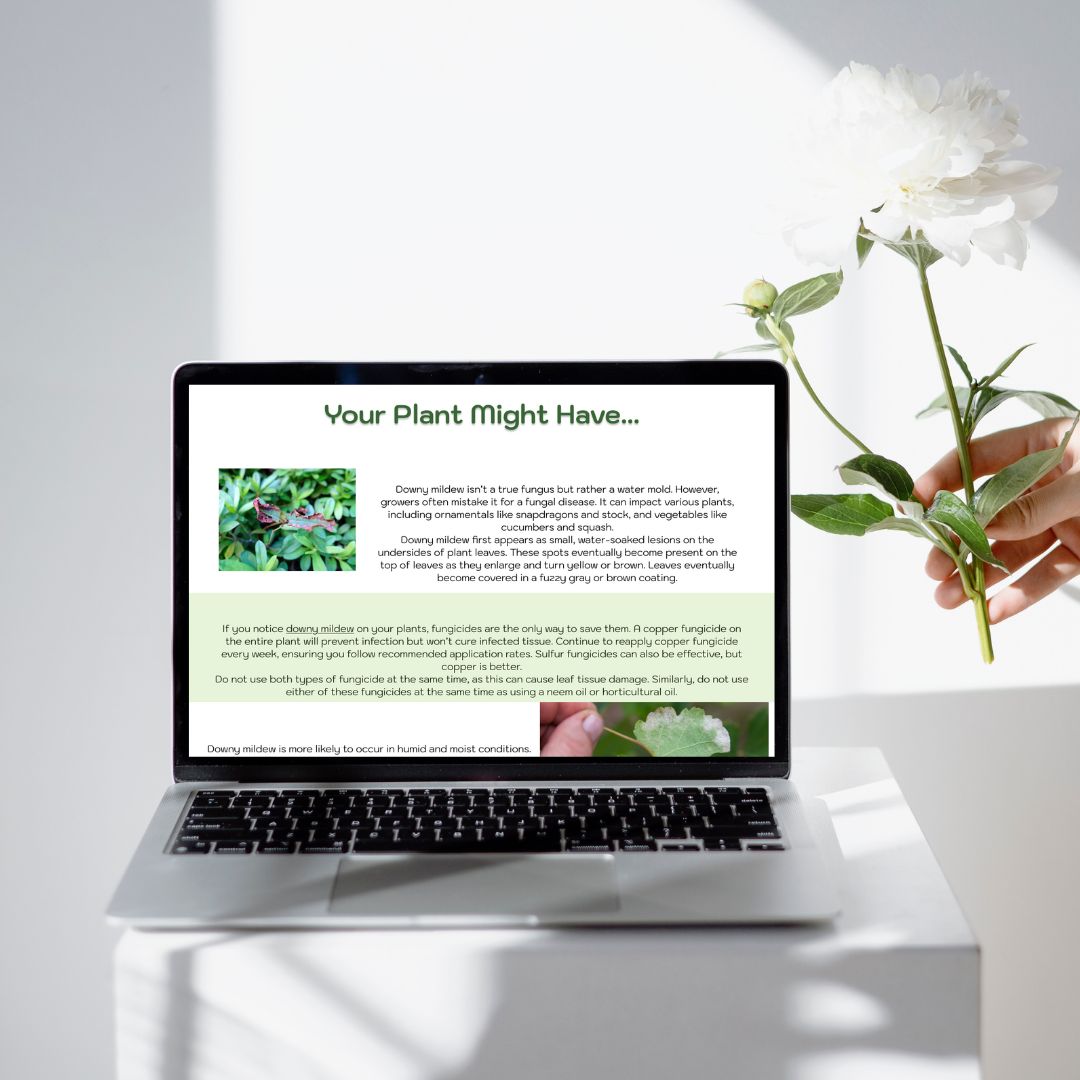 Your Plant Might Have...
Downy mildew isn't a true fungus but rather a water mold. However,
growers often mistake it for a fungal disease. It can impact various plants,
including ornamentals like snapdragons and stock, and vegetables like
cucumbers and squash.
Downy mildew first appears as small, water-soaked lesions on the
undersides of plant leaves. These spots eventually become present on the
top of leaves as they enlarge and turn yellow or brown. Leaves eventually
become covered in a fuzzy gray or brown coating.
If you notice downy mildew on your plants, fungicides are the only way to save them. A copper fungicide on
the entire plant will prevent infection but won't cure infected tissue. Continue to reapply copper fungicide
every week, ensuring you follow recommended application rates. Sulfur fungicides can also be effective, but
copper is better.
Do not use both types of fungicide at the same time, as this can cause leaf tissue damage. Similarly, do not use
either of these fungicides at the same time as using a neem oil or horticultural oil.
Downy mildew is more likely to occur in humid and moist conditions.